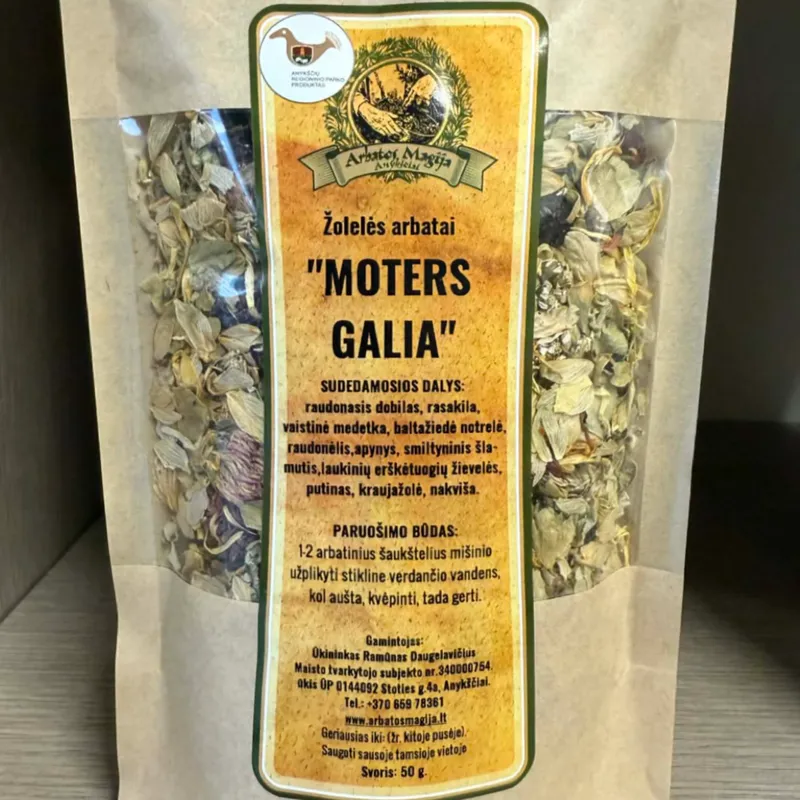 ANYKŠČIŲ
REGIONINIO PARKO
PRODUKTAS
Arbatos Magija
Anykščiai
Žolelės arbatai
"MOTERS
GALIA"
SUDEDAMOSIOS DALYS:
raudonasis dobilas, rasakila,
vaistinė medetka, baltažiedė notrelė,
raudonėlis,apynys, smiltyninis šla-
mutis,laukinių erškėtuogių žievelės,
putinas, kraujažolė, nakviša.
PARUOŠIMO BŪDAS:
1-2 arbatinius šaukštelius mišinio
užplikyti stikline verdančio vandens,
kol aušta, kvėpinti, tada gerti.
Gamintojas:
Ūkininkas Ramūnas Daugelavičius
Maisto tvarkytojo subjekto nr.340000754,
ūkis ŪP 0144092 Stoties g.4a, Anykščiai.
Tel.: +370 659 78361
www.arbatosmagija.lt
Geriausias iki: (žr. kitoje pusėje).
Saugoti sausoje tamsioje vietoje
Svoris: 50 g.